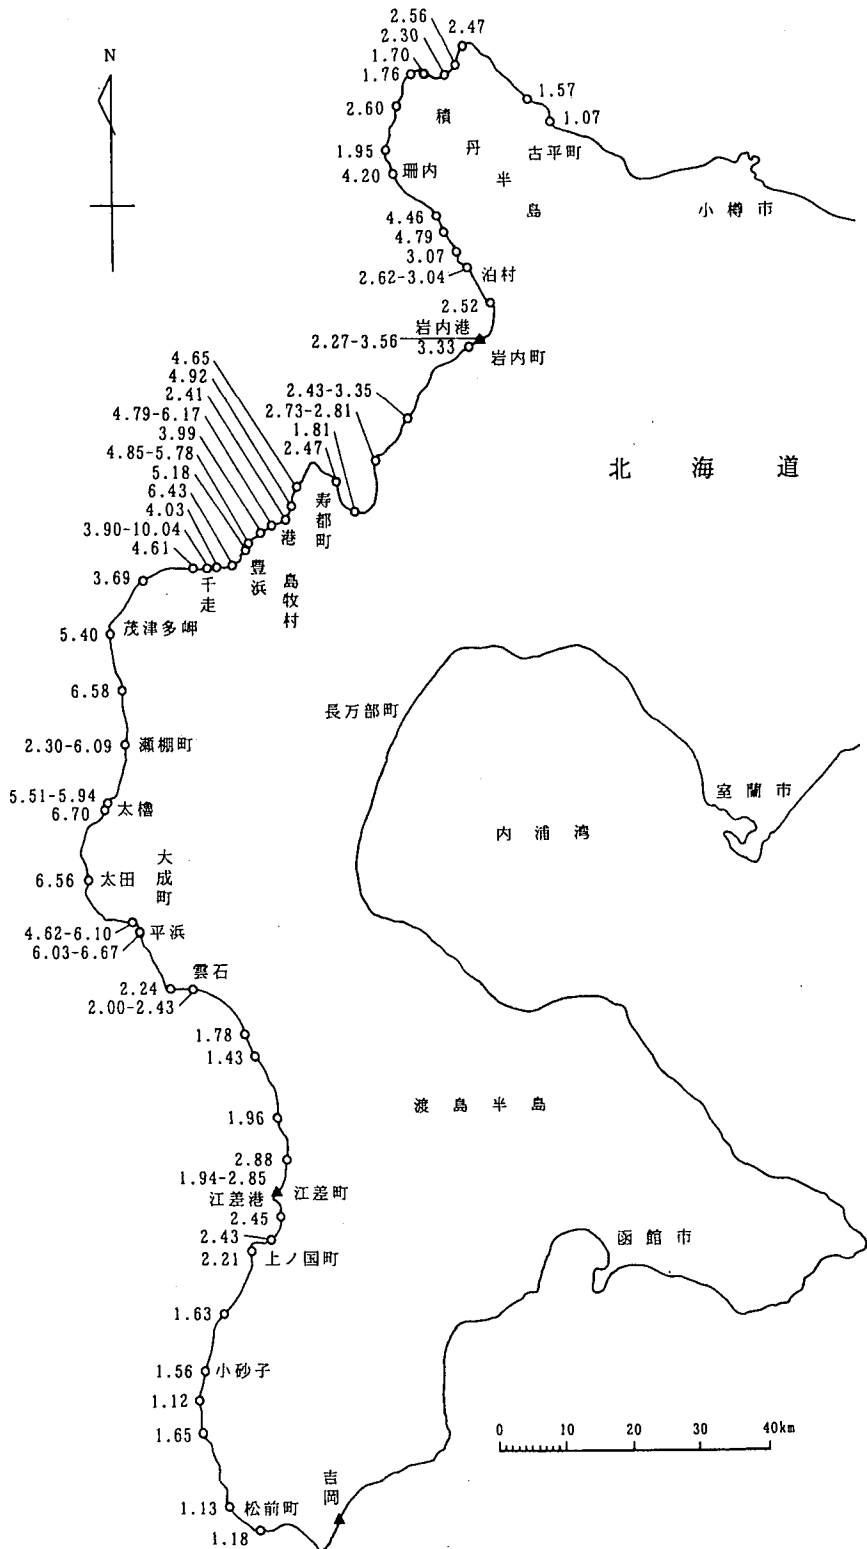 N
2.56
2.47
2.30
1.70
1.76
1.57
2.60
積丹半島
1.07
古平町
1.95
4.20
珊内
小樽市
4.46
4.79
3.07
2.62-3.04
泊村
2.52
岩内港
2.27-3.56
3.33
岩内町
4.65
4.92
2.41
4.79-6.17
3.99
4.85-5.78
5.18
6.43
4.03
3.90-10.04
4.61
2.43-3.35
2.73-2.81
1.81
2.47
北海道
寿都町
港
豊浜
島牧村
千走
3.69
5.40
茂津多岬
6.58
長万部町
2.30-6.09
瀬棚町
室蘭市
5.51-5.94
6.70
太櫓
内浦湾
大成町
6.56
太田
4.62-6.10
平浜
6.03-6.67
雲石
2.24
2.00-2.43
1.78
1.43
1.96
渡島半島
2.88
1.94-2.85
江差港
江差町
2.45
2.43
2.21
上ノ国町
函館市
1.63
1.56
小砂子
1.12
1.65
0 10 20 30 40km
吉岡
1.13
松前町
1.18